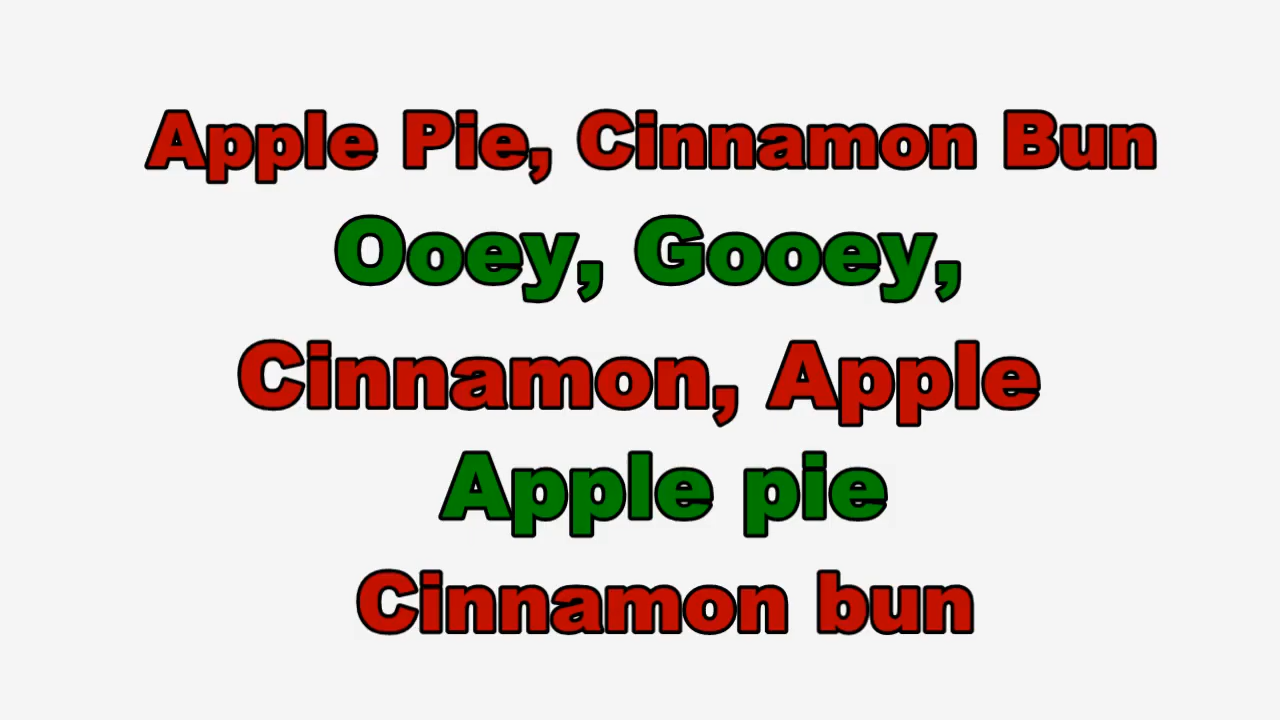 Apple Pie, Cinnamon Bun
Ooey, Gooey,
Cinnamon, Apple
Apple pie
Cinnamon bun